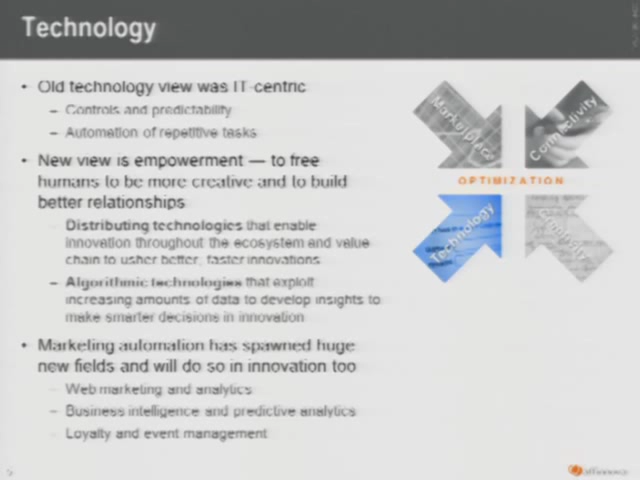 Technology
• Old technology view was IT-centric
– Controls and predictability
– Automation of repetitive tasks
• New view is empowerment — to free
humans to be more creative and to build
better relationships
– Distributing technologies that enable
innovation throughout the ecosystem and value
chain to usher better, faster innovations
– Algorithmic technologies that exploit
increasing amounts of data to develop insights to
make smarter decisions in innovation
• Marketing automation has spawned huge
new fields and will do so in innovation too
– Web marketing and analytics
– Business intelligence and predictive analytics
– Loyalty and event management
Marketplace
Connectivity
OPTIMIZATION
Technology